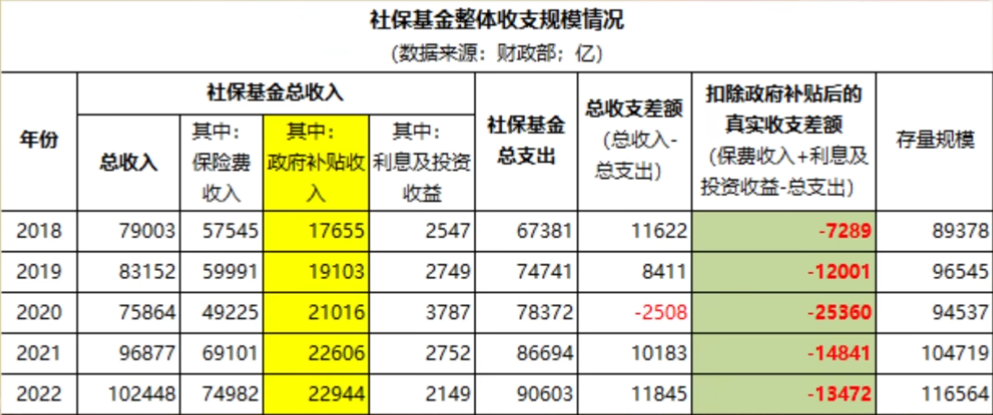 社保基金整体收支规模情况
(数据来源：财政部；亿)
年份
社保基金总收入
总收入
其中：
保险费
收入
其中：
政府补贴收
入
其中：
利息及投资
收益
社保基金
总支出
总收支差额
(总收入-
总支出)
扣除政府补贴后的
真实收支差额
(保费收入+利息及
投资收益-总支出)
存量规模
2018 79003 57545 17655 2547 67381 11622 -7289 89378
2019 83152 59991 19103 2749 74741 8411 -12001 96545
2020 75864 49225 21016 3787 78372 -2508 -25360 94537
2021 96877 69101 22606 2752 86694 10183 -14841 104719
2022 102448 74982 22944 2149 90603 11845 -13472 116564